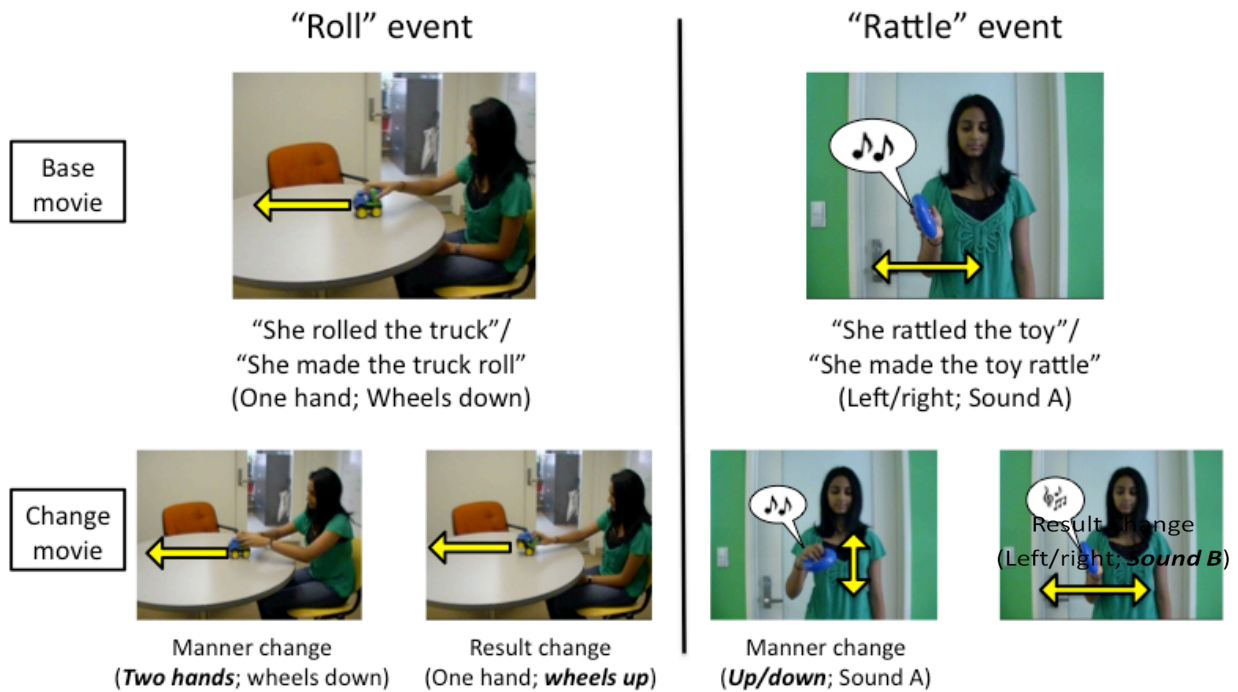 “Roll” event
“Rattle” event
Base
movie
“She rolled the truck”/
“She made the truck roll”
(One hand; Wheels down)
“She rattled the toy”/
“She made the toy rattle”
(Left/right; Sound A)
Change
movie
Manner change
(Two hands; wheels down)
Result change
(One hand; wheels up)
Manner change
(Up/down; Sound A)
Result change
(Left/right; Sound B)